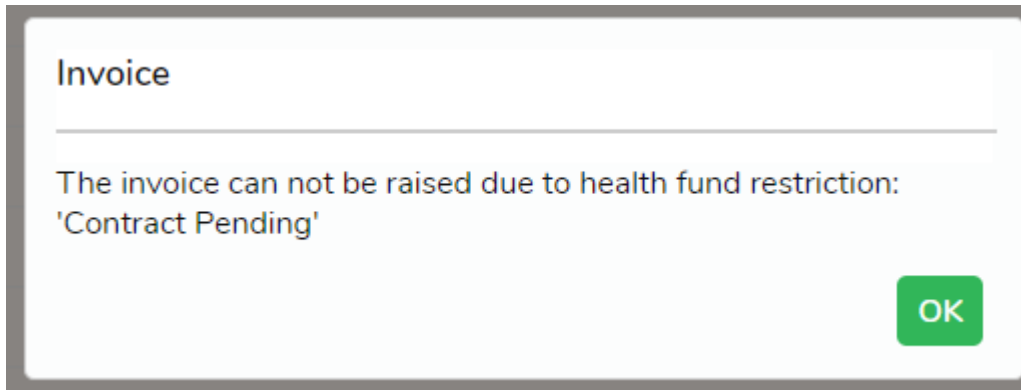 Invoice
The invoice can not be raised due to health fund restriction:
'Contract Pending'
OK